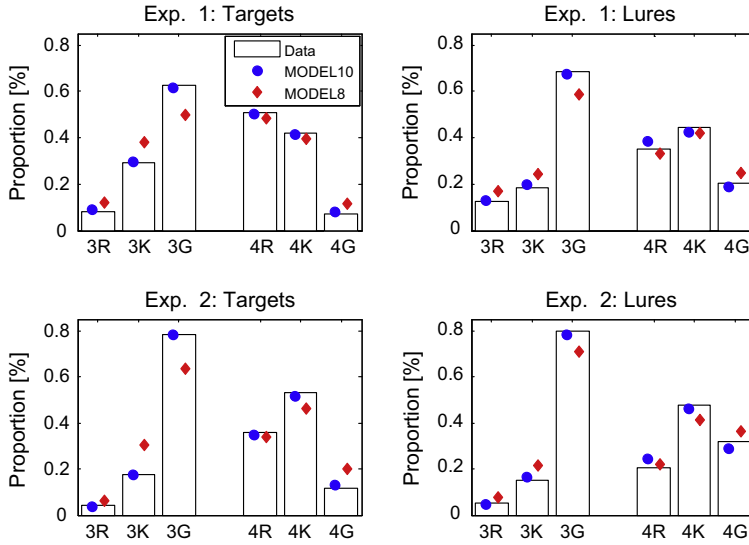 Exp. 1: Targets
Proportion [%]
0.8
0.6
0.4
0.2
0
Data
MODEL10
MODEL8
3R 3K 3G 4R 4K 4G
Exp. 1: Lures
Proportion [%]
0.8
0.6
0.4
0.2
0
3R 3K 3G 4R 4K 4G
Exp. 2: Targets
Proportion [%]
0.8
0.6
0.4
0.2
0
3R 3K 3G 4R 4K 4G
Exp. 2: Lures
Proportion [%]
0.8
0.6
0.4
0.2
0
3R 3K 3G 4R 4K 4G